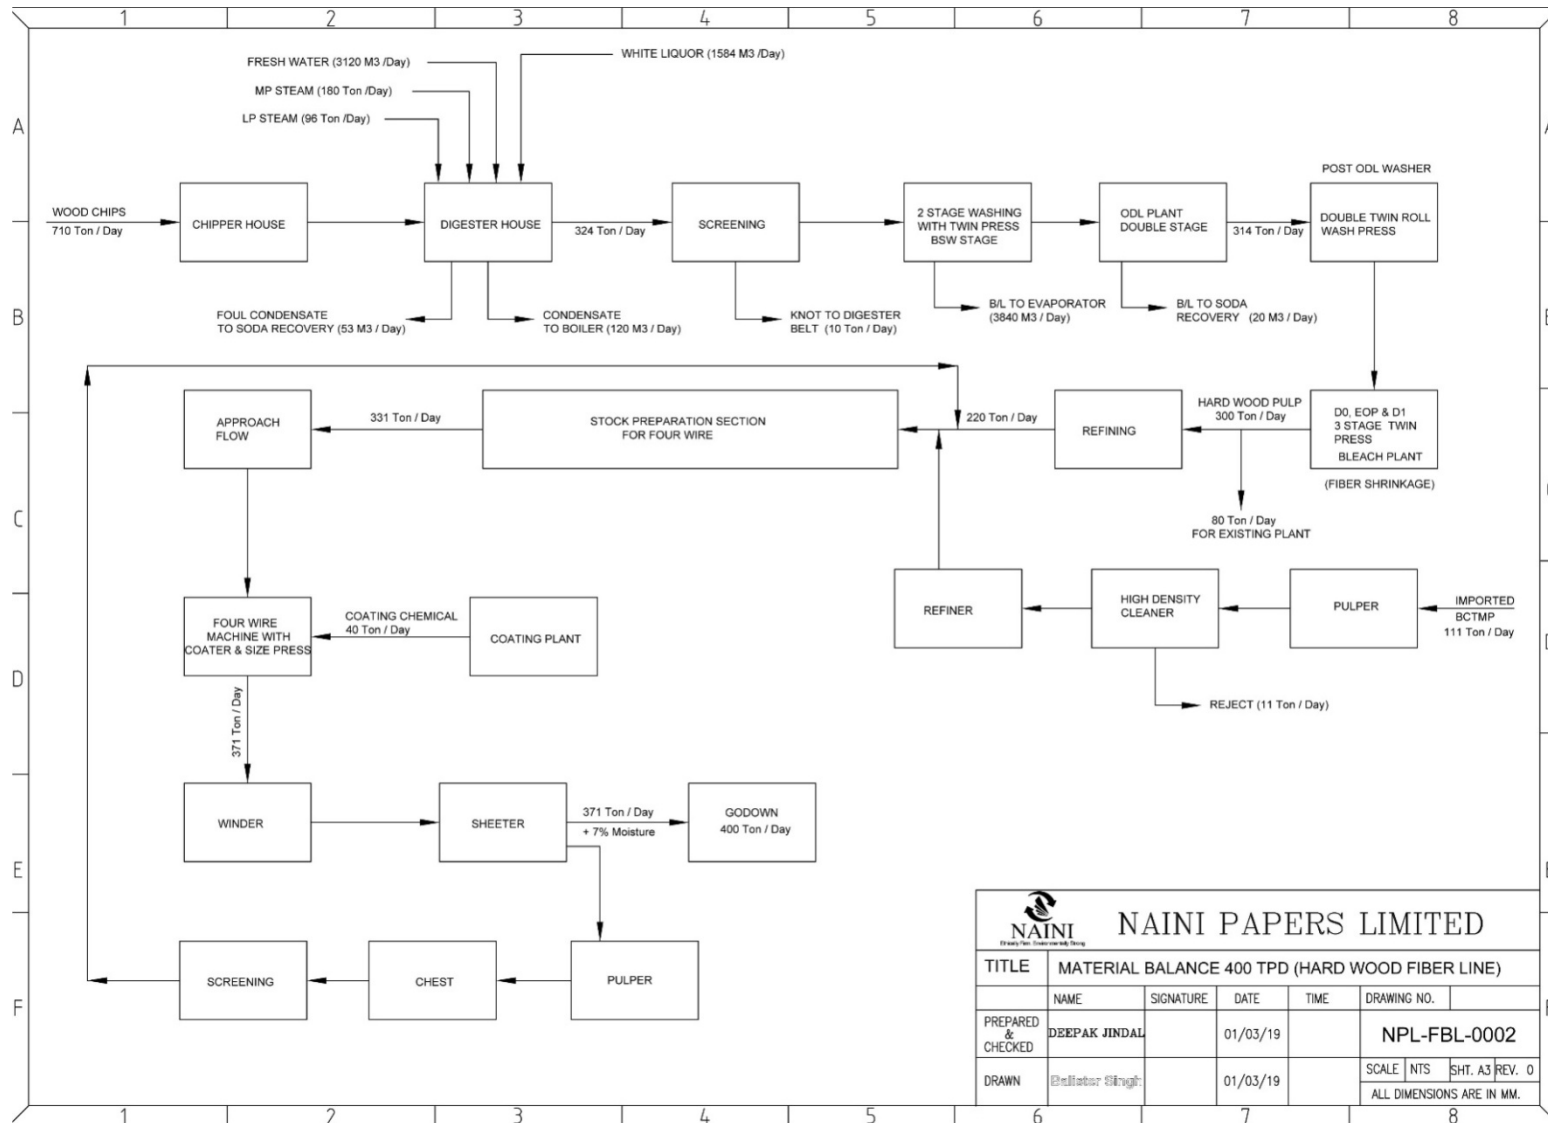 1 2 3 4 5 6 7 8
A
B
C
D
E
F
FRESH WATER (3120 M3 /Day)
WHITE LIQUOR (1584 M3 /Day)
MP STEAM (180 Ton /Day)
LP STEAM (96 Ton /Day)
WOOD CHIPS
710 Ton / Day
CHIPPER HOUSE
DIGESTER HOUSE
324 Ton / Day
SCREENING
2 STAGE WASHING
WITH TWIN PRESS
BSW STAGE
ODL PLANT
DOUBLE STAGE
314 Ton / Day
POST ODL WASHER
DOUBLE TWIN ROLL
WASH PRESS
FOUL CONDENSATE
TO SODA RECOVERY (53 M3 / Day)
CONDENSATE
TO BOILER (120 M3 / Day)
KNOT TO DIGESTER
BELT (10 Ton / Day)
B/L TO EVAPORATOR
(3840 M3 / Day)
B/L TO SODA
RECOVERY (20 M3 / Day)
APPROACH
FLOW
331 Ton / Day
STOCK PREPARATION SECTION
FOR FOUR WIRE
220 Ton / Day
REFINING
HARD WOOD PULP
300 Ton / Day
D0, EOP & D1
3 STAGE TWIN
PRESS
BLEACH PLANT
(FIBER SHRINKAGE)
80 Ton / Day
FOR EXISTING PLANT
FOUR WIRE
MACHINE WITH
COATER & SIZE PRESS
COATING CHEMICAL
40 Ton / Day
COATING PLANT
REFINER
HIGH DENSITY
CLEANER
PULPER
IMPORTED
BCTMP
111 Ton / Day
REJECT (11 Ton / Day)
371 Ton / Day
WINDER
SHEETER
371 Ton / Day
+ 7% Moisture
GODOWN
400 Ton / Day
SCREENING
CHEST
PULPER
NAINI
NAINI PAPERS LIMITED
TITLE MATERIAL BALANCE 400 TPD (HARD WOOD FIBER LINE)
NAME SIGNATURE DATE TIME DRAWING NO.
PREPARED
&
CHECKED
DEEPAK JINDAL 01/03/19 NPL-FBL-0002
DRAWN Balister Singh 01/03/19
SCALE NTS SHT. A3 REV. 0
ALL DIMENSIONS ARE IN MM.
1 2 3 4 5 6 7 8